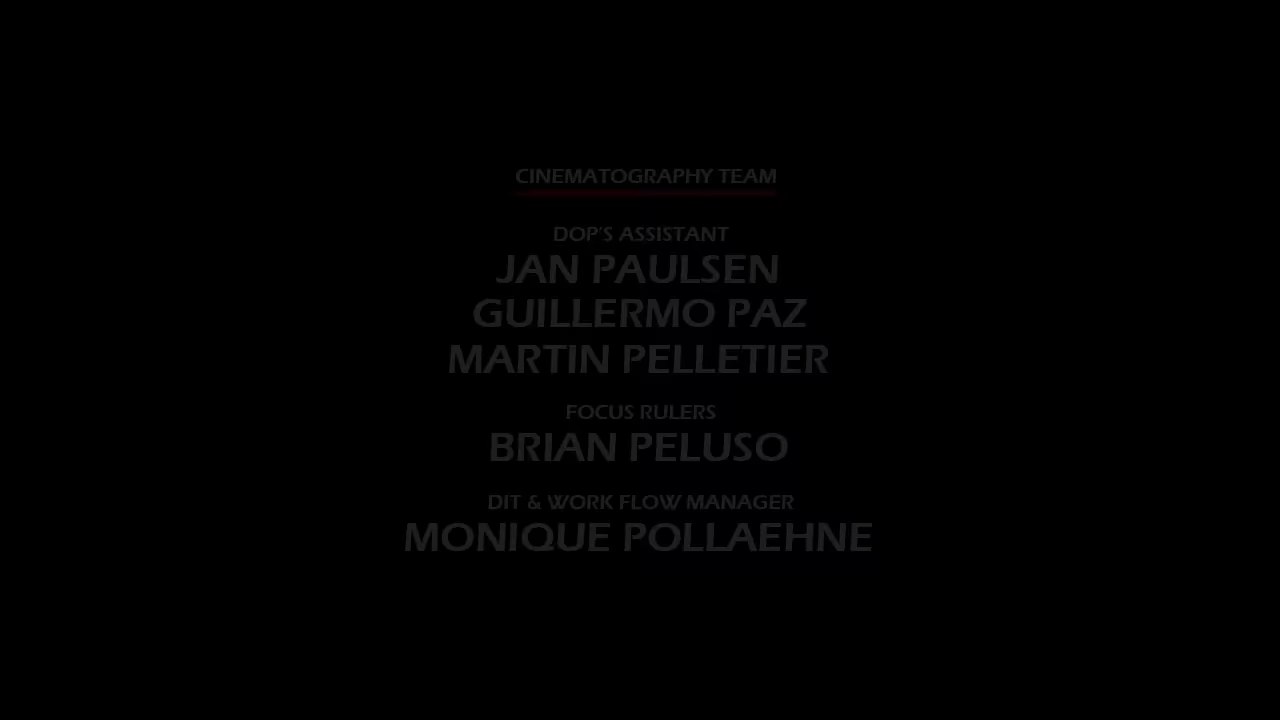 CINEMATOGRAPHY TEAM
DOP'S ASSISTANT
JAN PAULSEN
GUILLERMO PAZ
MARTIN PELLETIER
FOCUS RULERS
BRIAN PELUSO
DIT & WORK FLOW MANAGER
MONIQUE POLLAEHNE